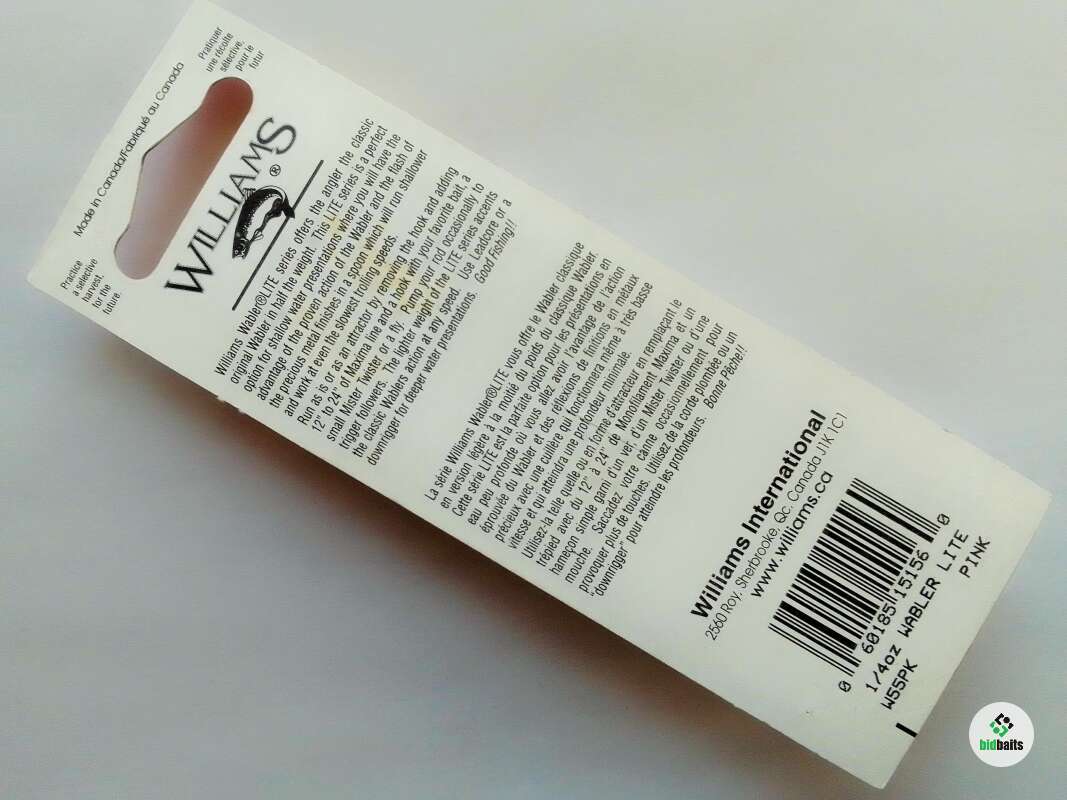 Made in Canada/Fabriqué au Canada
Practice
a selective
harvest,
for the
future.
Pratiquer
une récolte
sélective,
pour le
futur
WILLIAMS
®
Williams Wabler®LITE series offers the angler the classic
original Wabler in half the weight. This LITE series is a perfect
option for shallow water presentations where you will have the
advantage of the proven action of the Wabler and the flash of
the precious metal finishes in a spoon which will run shallower
and work at even the slowest trolling speeds.
Run as is or as an attractor by removing the hook and adding
12" to 24" of Maxima line and a hook with your favorite bait, a
small Mister Twister or a fly. Pump your rod occasionally to
trigger followers. The lighter weight of the LITE series accents
the classic Wablers action at any speed. Use Leadcore or a
downrigger for deeper water presentations. Good Fishing!!
La série Williams Wabler®LITE vous offre le Wabler classique
en version légère à la moitié du poids du classique Wabler.
Cette série LITE est la parfaite option pour les présentations en
eau peu profonde où vous allez avoir l'avantage de l'action
éprouvée du Wabler et des réflexions de finitions en métaux
précieux avec une cuillère qui fonctionnera même à très basse
vitesse et qui atteindra une profondeur minimale.
Utilisez-la telle quelle ou en forme d'attracteur en remplaçant le
trépied avec du 12" à 24" de Monofilament Maxima et un
hameçon simple garni d'un ver, d'un Mister Twister ou d'une
mouche. Saccadez votre canne occasionnellement pour
provoquer plus de touches. Utilisez de la corde plombée ou un
"downrigger" pour atteindre les profondeurs. Bonne Pêche!!
Williams International
2560 Roy, Sherbrooke, Qc, Canada J1K 1C1
www.williams.ca
0 60185 15156 0
1/4oz WABLER LITE
W55PK PINK
bidbaits